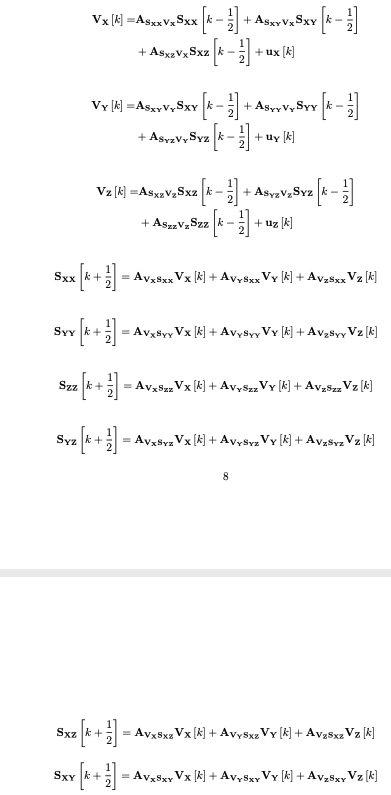 V_X [k] = A_{S_XX V_X} S_XX [k − 1/2] + A_{S_XY V_X} S_XY [k − 1/2]
+ A_{S_XZ V_X} S_XZ [k − 1/2] + u_X [k]
V_Y [k] = A_{S_XY V_Y} S_XY [k − 1/2] + A_{S_YY V_Y} S_YY [k − 1/2]
+ A_{S_YZ V_Y} S_YZ [k − 1/2] + u_Y [k]
V_Z [k] = A_{S_XZ V_Z} S_XZ [k − 1/2] + A_{S_YZ V_Z} S_YZ [k − 1/2]
+ A_{S_ZZ V_Z} S_ZZ [k − 1/2] + u_Z [k]
S_XX [k + 1/2] = A_{V_X S_XX} V_X [k] + A_{V_Y S_XX} V_Y [k] + A_{V_Z S_XX} V_Z [k]
S_YY [k + 1/2] = A_{V_X S_YY} V_X [k] + A_{V_Y S_YY} V_Y [k] + A_{V_Z S_YY} V_Z [k]
S_ZZ [k + 1/2] = A_{V_X S_ZZ} V_X [k] + A_{V_Y S_ZZ} V_Y [k] + A_{V_Z S_ZZ} V_Z [k]
S_YZ [k + 1/2] = A_{V_X S_YZ} V_X [k] + A_{V_Y S_YZ} V_Y [k] + A_{V_Z S_YZ} V_Z [k]
8
S_XZ [k + 1/2] = A_{V_X S_XZ} V_X [k] + A_{V_Y S_XZ} V_Y [k] + A_{V_Z S_XZ} V_Z [k]
S_XY [k + 1/2] = A_{V_X S_XY} V_X [k] + A_{V_Y S_XY} V_Y [k] + A_{V_Z S_XY} V_Z [k]